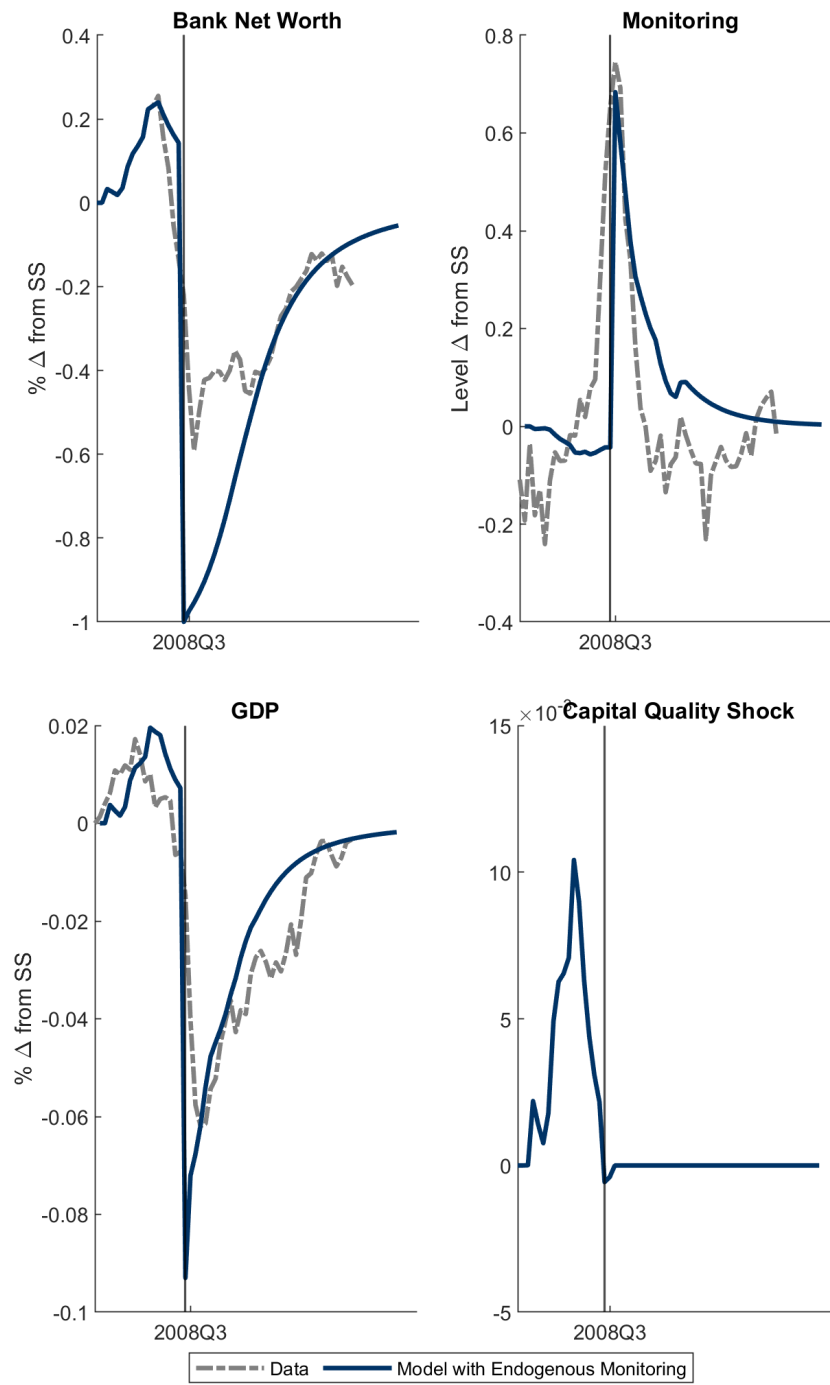 Bank Net Worth
% Δ from SS
0.4
0.2
0
-0.2
-0.4
-0.6
-0.8
-1
2008Q3
Monitoring
Level Δ from SS
0.8
0.6
0.4
0.2
0
-0.2
-0.4
2008Q3
GDP
% Δ from SS
0.02
0
-0.02
-0.04
-0.06
-0.08
-0.1
2008Q3
×10⁻³
Capital Quality Shock
15
10
5
0
-5
2008Q3
Data
Model with Endogenous Monitoring